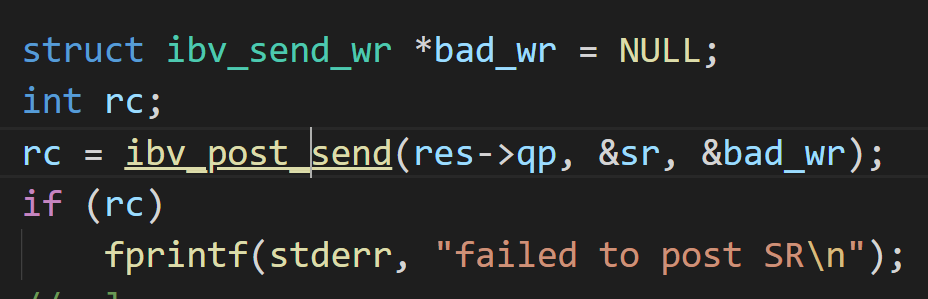 struct ibv_send_wr *bad_wr = NULL;
int rc;
rc = ibv_post_send(res->qp, &sr, &bad_wr);
if (rc)
    fprintf(stderr, "failed to post SR\n");